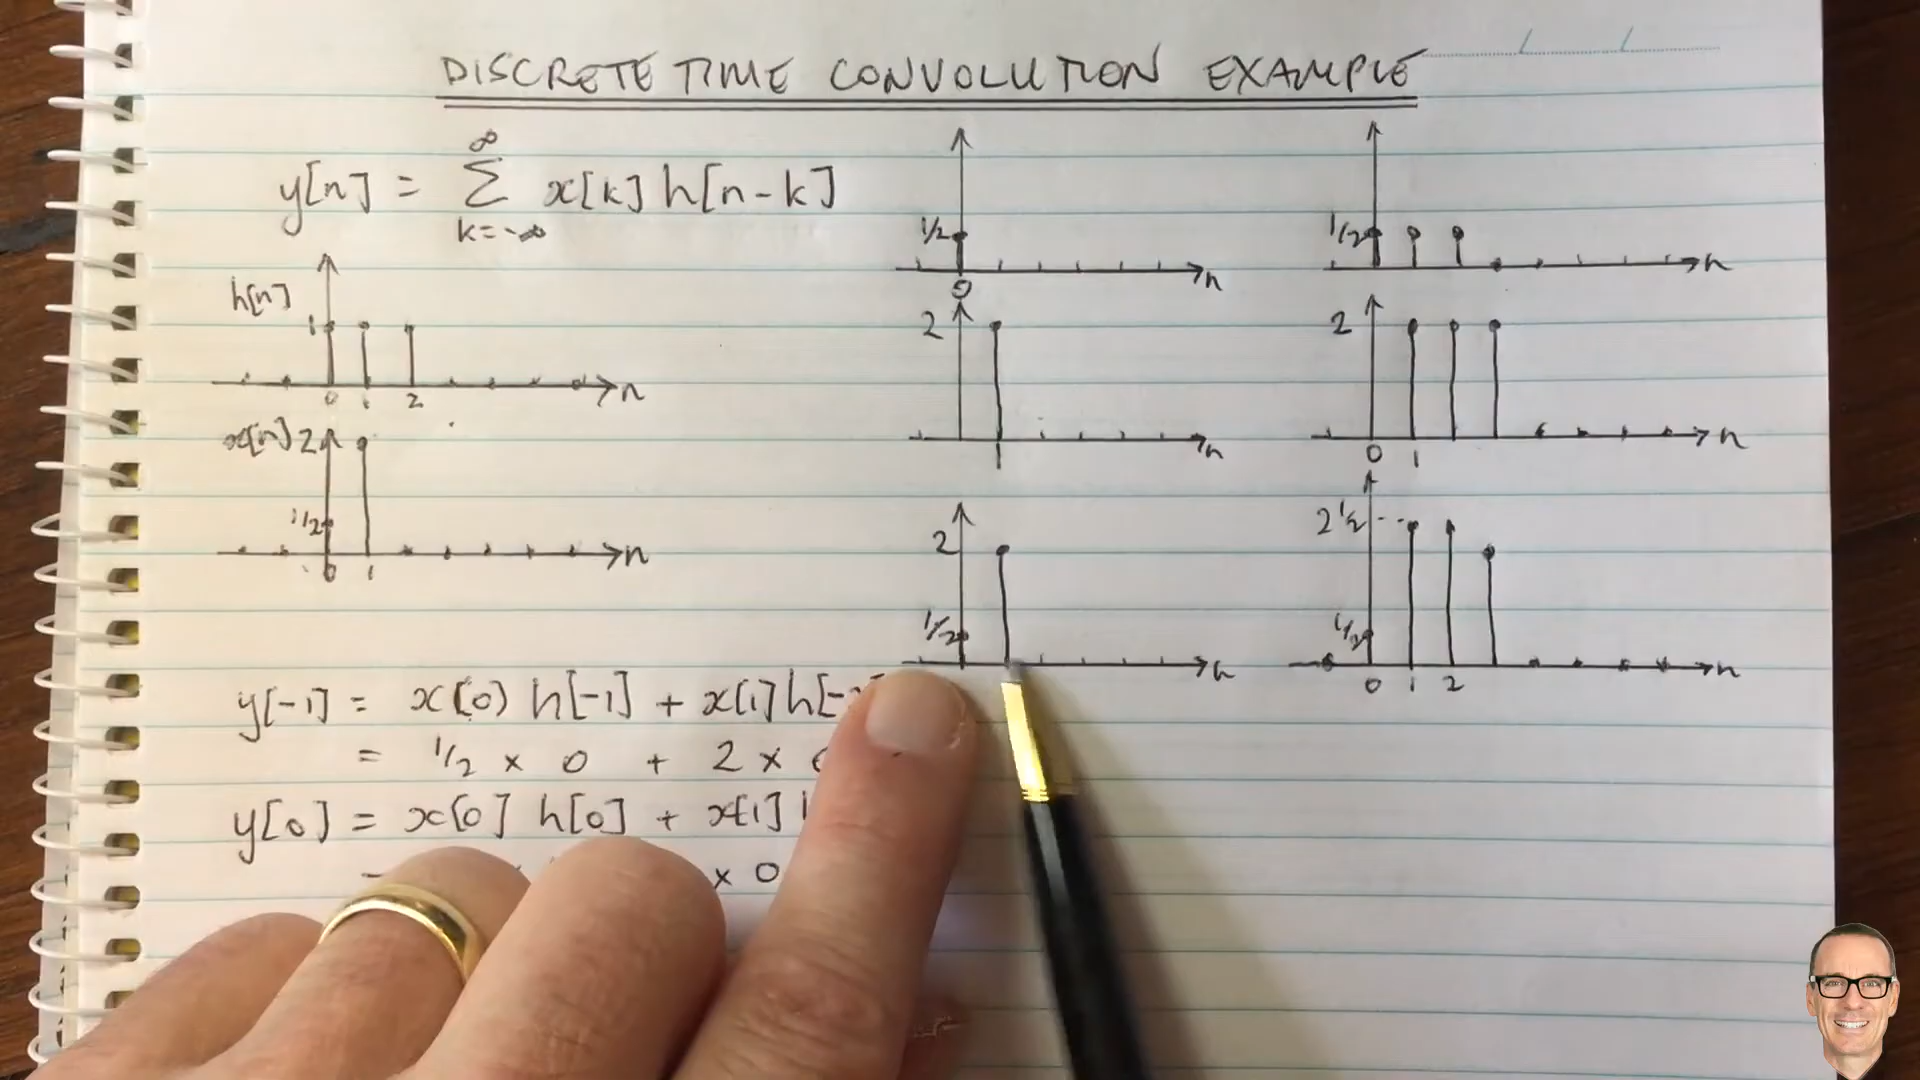 DISCRETE TIME CONVOLUTION EXAMPLE
y[n] = ∞ Σ k=-∞ x[k] h[n-k]
h[n]
1
0 1 2 n
x[n] 2
1/2
0 1 n
y[-1] = x[0] h[-1] + x[1] h[-
= 1/2 x 0 + 2 x
y[0] = x[0] h[0] + x[1]
x 0
1/2
0 n
2
1 n
2
1/2
n
1/2
n
2
0 1 n
2 1/2
1/2
0 1 2 n